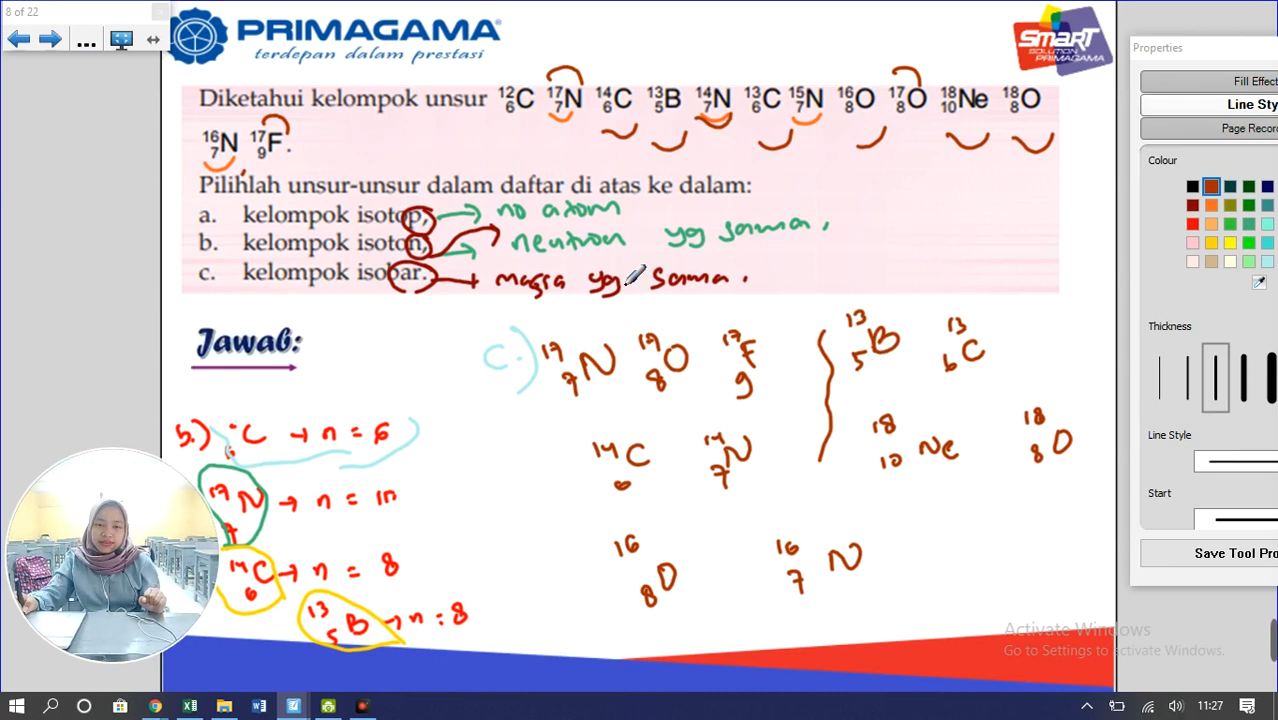 8 of 22
PRIMAGAMA
terdepan dalam prestasi
SMART
SOLUTION
PRIMAGAMA
Properties
Fill Effec
Line Sty
Page Recor
Colour
Thickness
Line Style
Start
Save Tool Pro
Diketahui kelompok unsur ¹²₆C ¹⁷₇N ¹⁴₆C ¹³₅B ¹⁴₇N ¹³₆C ¹⁵₇N ¹⁶₈O ¹⁷₈O ¹⁸₁₀Ne ¹⁸₈O
¹⁶₇N ¹⁷₉F.
Pilihlah unsur-unsur dalam daftar di atas ke dalam:
a. kelompok isotop, → no atom
b. kelompok isoton, → neutron yg sama,
c. kelompok isobar. → massa yg sama.
Jawab:
C.) ¹⁷₇N ¹⁷₈O ¹⁷₉F
¹³₅B ¹³₆C
¹⁴₆C ¹⁴₇N
¹⁸₁₀Ne ¹⁸₈O
¹⁶₈O ¹⁶₇N
b.) C → n = 6
¹⁷₇N → n = 10
¹⁴₆C → n = 8
¹³₅B → n = 8
Activate Windows
Go to Settings to activate Windows.
11:27